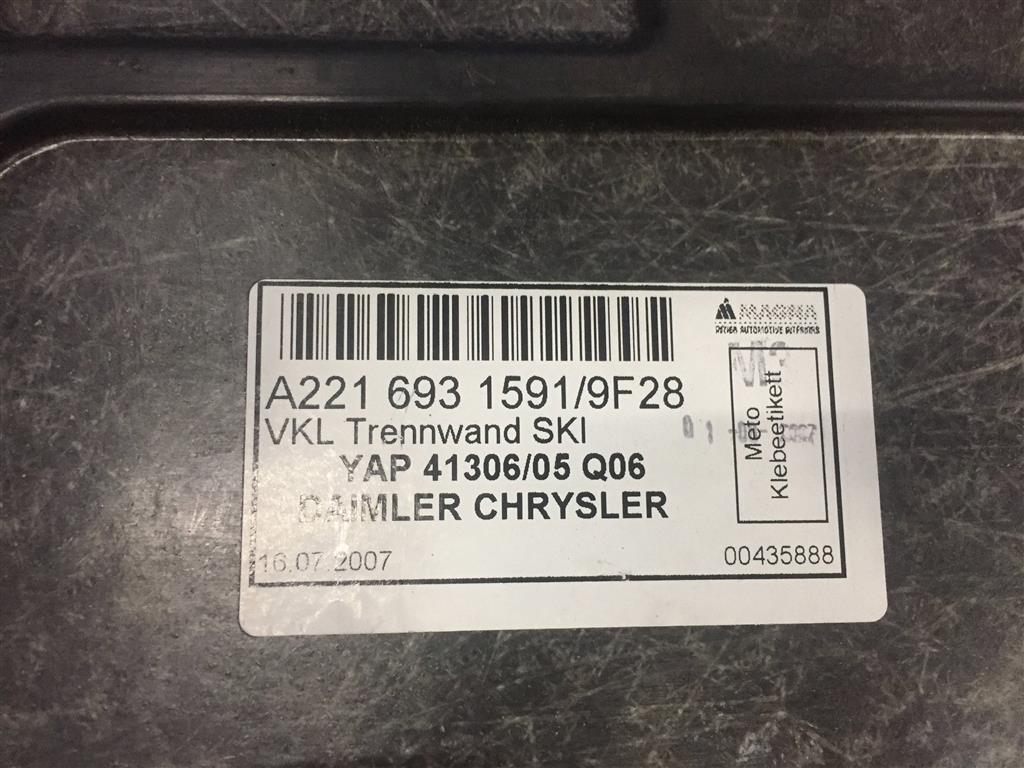 MAGNA
A221 693 1591/9F28
VKL Trennwand SKI
YAP 41306/05 Q06
DAIMLER CHRYSLER
16.07.2007
00435888
Meto
Klebeetikett